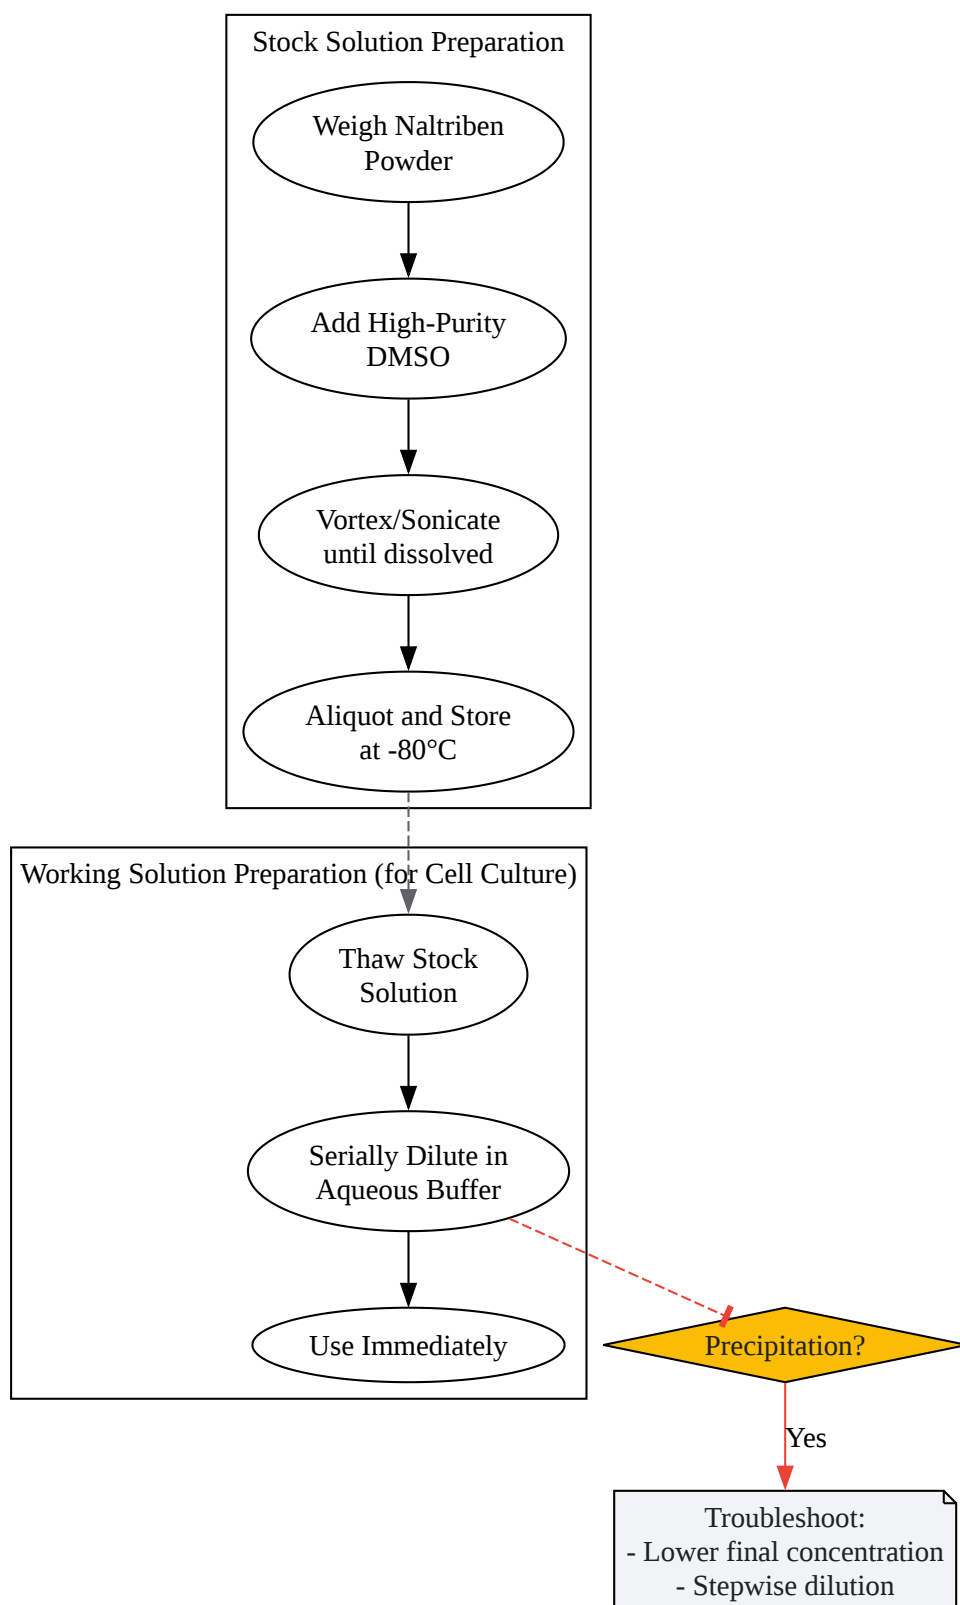 Stock Solution Preparation
Weigh Naltriben
Powder
Add High-Purity
DMSO
Vortex/Sonicate
until dissolved
Aliquot and Store
at -80°C
Working Solution Preparation (for Cell Culture)
Thaw Stock
Solution
Serially Dilute in
Aqueous Buffer
Use Immediately
Precipitation?
Yes
Troubleshoot:
- Lower final concentration
- Stepwise dilution